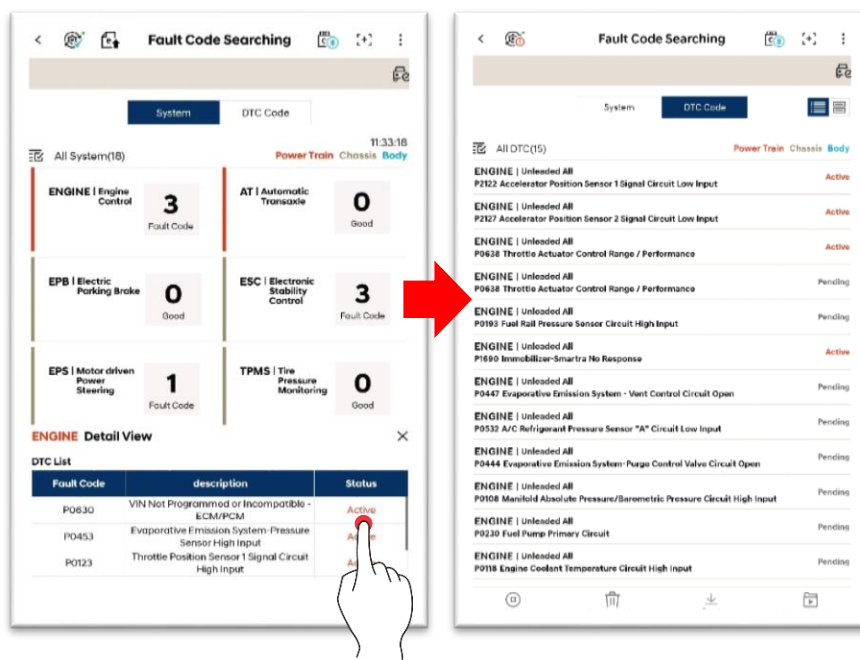 Fault Code Searching
System
DTC Code
11:33:18
All System(18)
Power Train Chassis Body
ENGINE | Engine Control
3
Fault Code
AT | Automatic Transaxle
0
Good
EPB | Electric Parking Brake
0
Good
ESC | Electronic Stability Control
3
Fault Code
EPS | Motor driven Power Steering
1
Fault Code
TPMS | Tire Pressure Monitoring
0
Good
ENGINE Detail View
DTC List
Fault Code description Status
P0630 VIN Not Programmed or Incompatible - ECM/PCM Active
P0453 Evaporative Emission System-Pressure Sensor High Input
P0123 Throttle Position Sensor 1 Signal Circuit High Input
Fault Code Searching
System
DTC Code
All DTC(15)
Power Train Chassis Body
ENGINE | Unleaded All
P2122 Accelerator Position Sensor 1 Signal Circuit Low Input
Active
ENGINE | Unleaded All
P2127 Accelerator Position Sensor 2 Signal Circuit Low Input
Active
ENGINE | Unleaded All
P0638 Throttle Actuator Control Range / Performance
Active
ENGINE | Unleaded All
P0638 Throttle Actuator Control Range / Performance
Pending
ENGINE | Unleaded All
P0193 Fuel Rail Pressure Sensor Circuit High Input
Pending
ENGINE | Unleaded All
P1690 Immobilizer-Smartra No Response
Active
ENGINE | Unleaded All
P0447 Evaporative Emission System - Vent Control Circuit Open
Pending
ENGINE | Unleaded All
P0532 A/C Refrigerant Pressure Sensor "A" Circuit Low Input
Pending
ENGINE | Unleaded All
P0444 Evaporative Emission System-Purge Control Valve Circuit Open
Pending
ENGINE | Unleaded All
P0108 Manifold Absolute Pressure/Barometric Pressure Circuit High Input
Pending
ENGINE | Unleaded All
P0230 Fuel Pump Primary Circuit
Pending
ENGINE | Unleaded All
P0118 Engine Coolant Temperature Circuit High Input
Pending